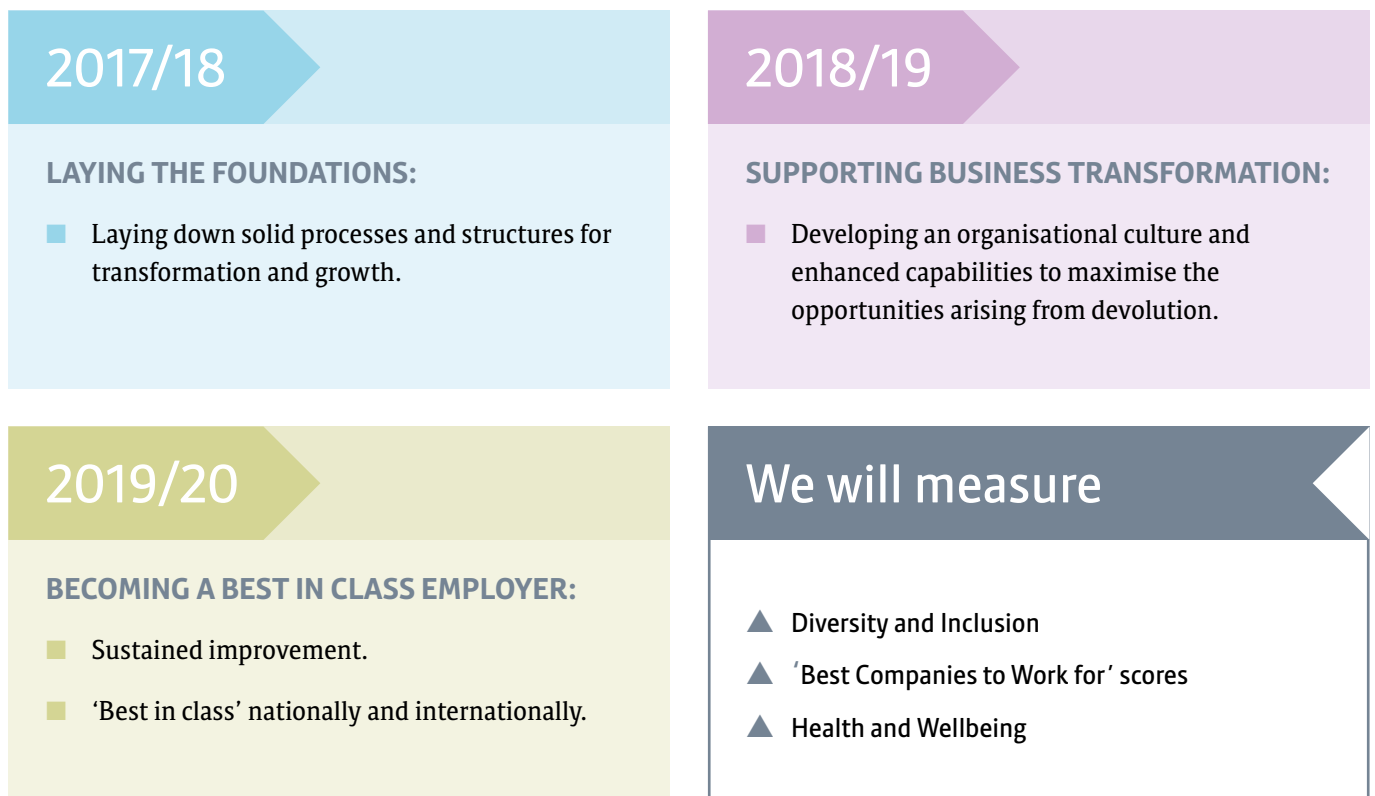 2017/18
LAYING THE FOUNDATIONS:
■ Laying down solid processes and structures for
transformation and growth.
2018/19
SUPPORTING BUSINESS TRANSFORMATION:
■ Developing an organisational culture and
enhanced capabilities to maximise the
opportunities arising from devolution.
2019/20
BECOMING A BEST IN CLASS EMPLOYER:
■ Sustained improvement.
■ ‘Best in class’ nationally and internationally.
We will measure
▲ Diversity and Inclusion
▲ ‘Best Companies to Work for’ scores
▲ Health and Wellbeing